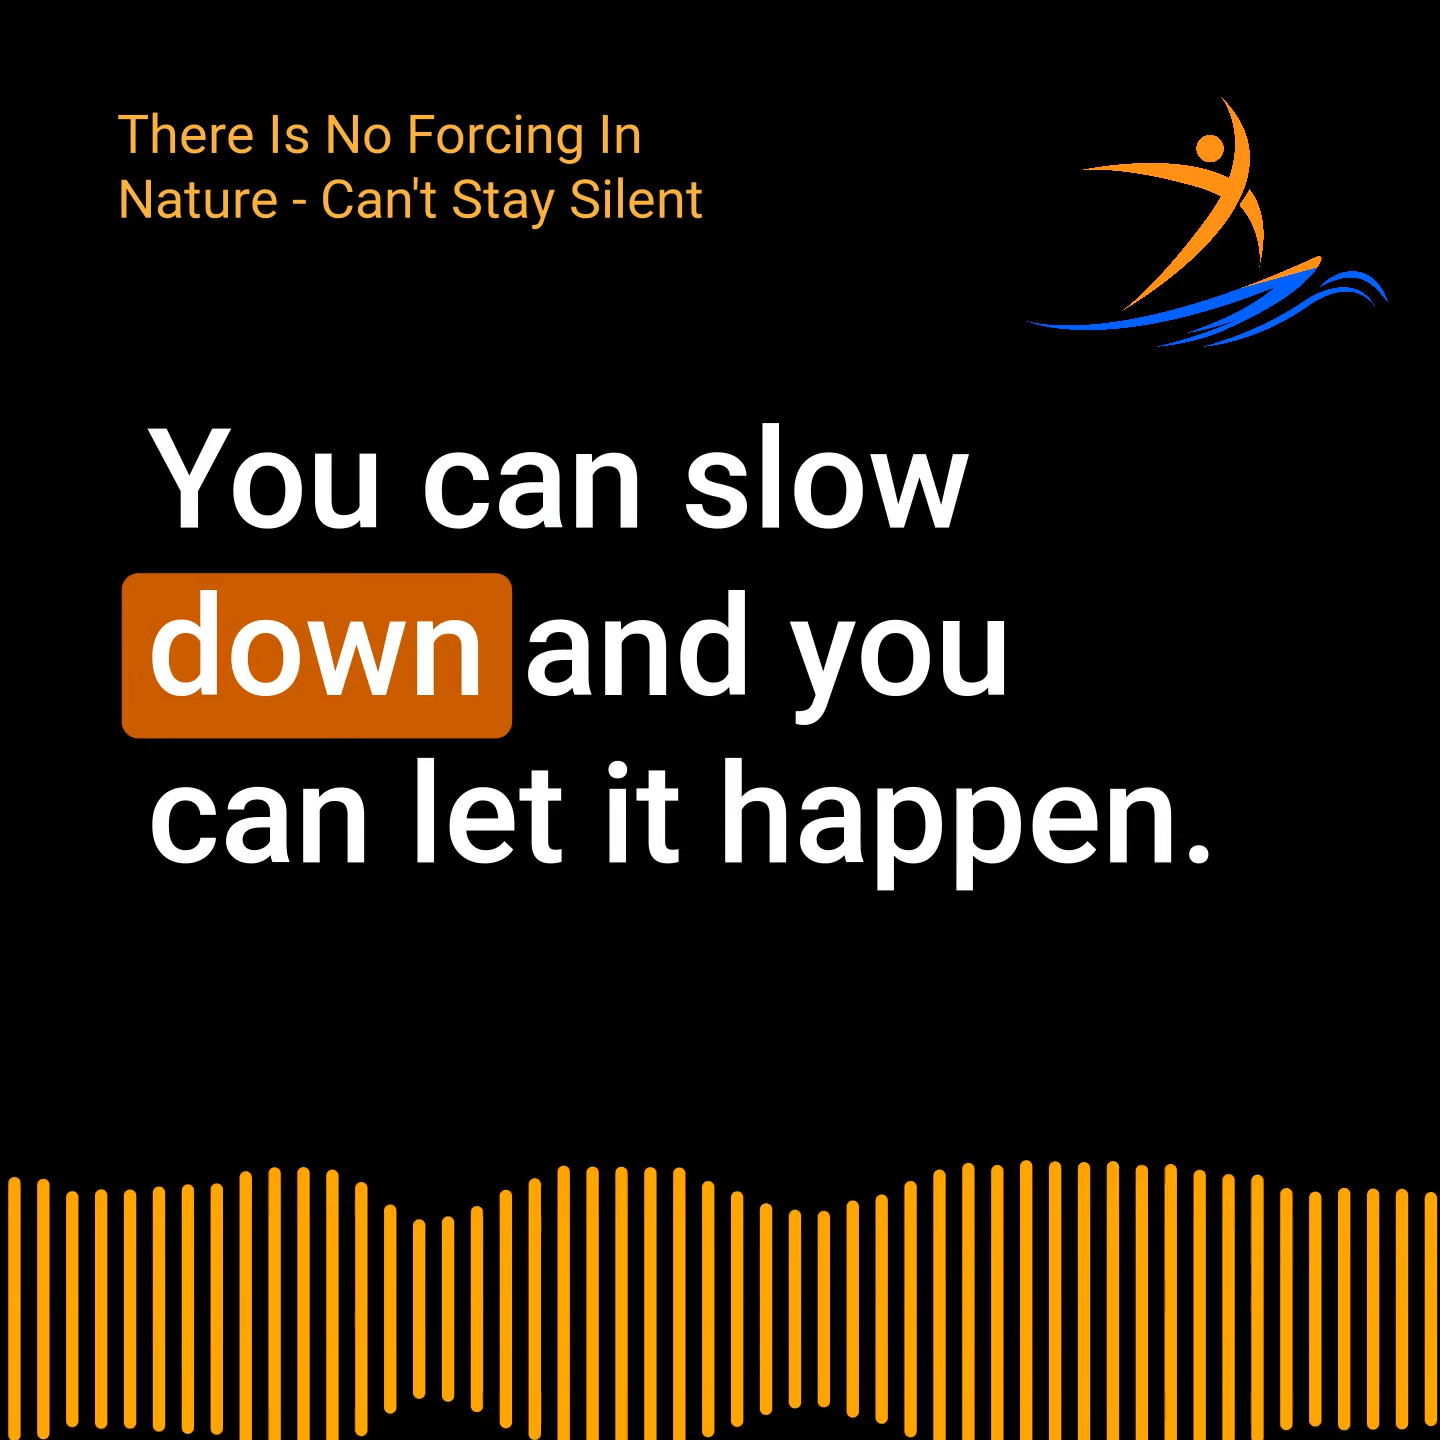 There Is No Forcing In
Nature - Can't Stay Silent
You can slow
down and you
can let it happen.